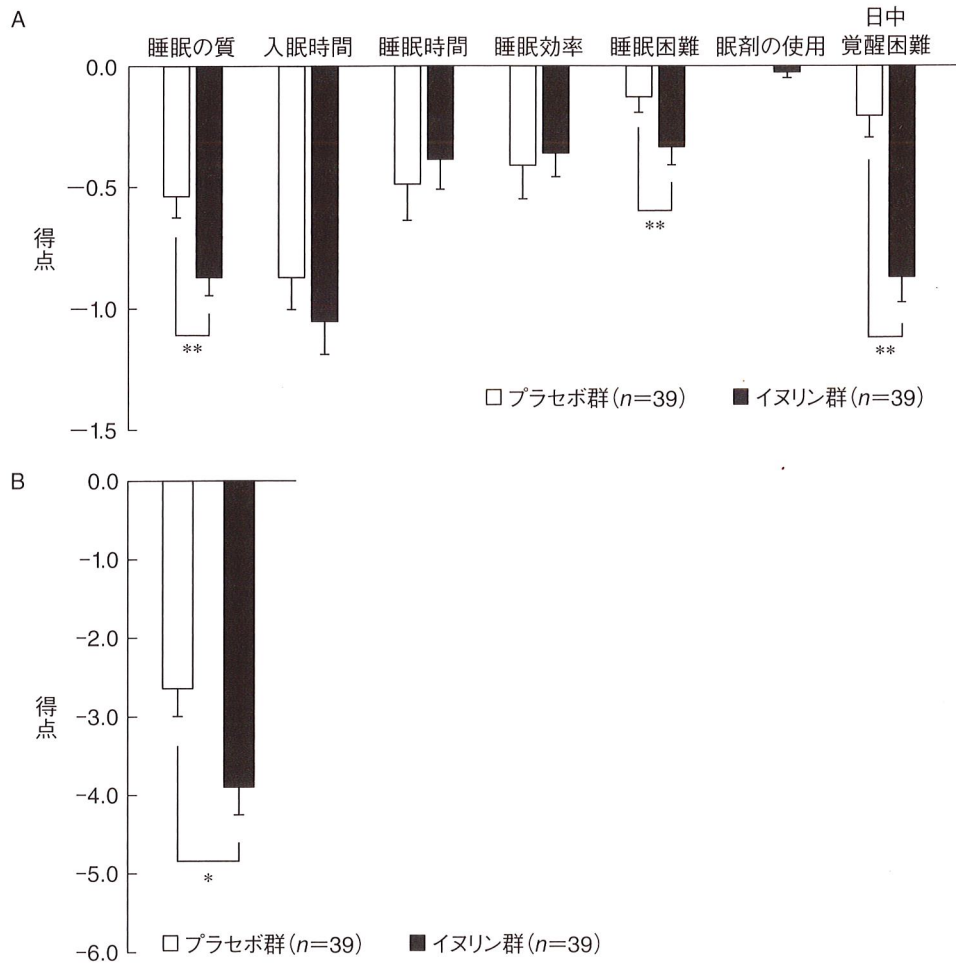 A
睡眠の質 入眠時間 睡眠時間 睡眠効率 睡眠困難 眠剤の使用 日中
覚醒困難
0.0
−0.5
−1.0
−1.5
得点
**
**
**
□ プラセボ群(n=39) ■ イヌリン群(n=39)
B
0.0
−1.0
−2.0
−3.0
−4.0
−5.0
−6.0
得点
*
□ プラセボ群(n=39) ■ イヌリン群(n=39)